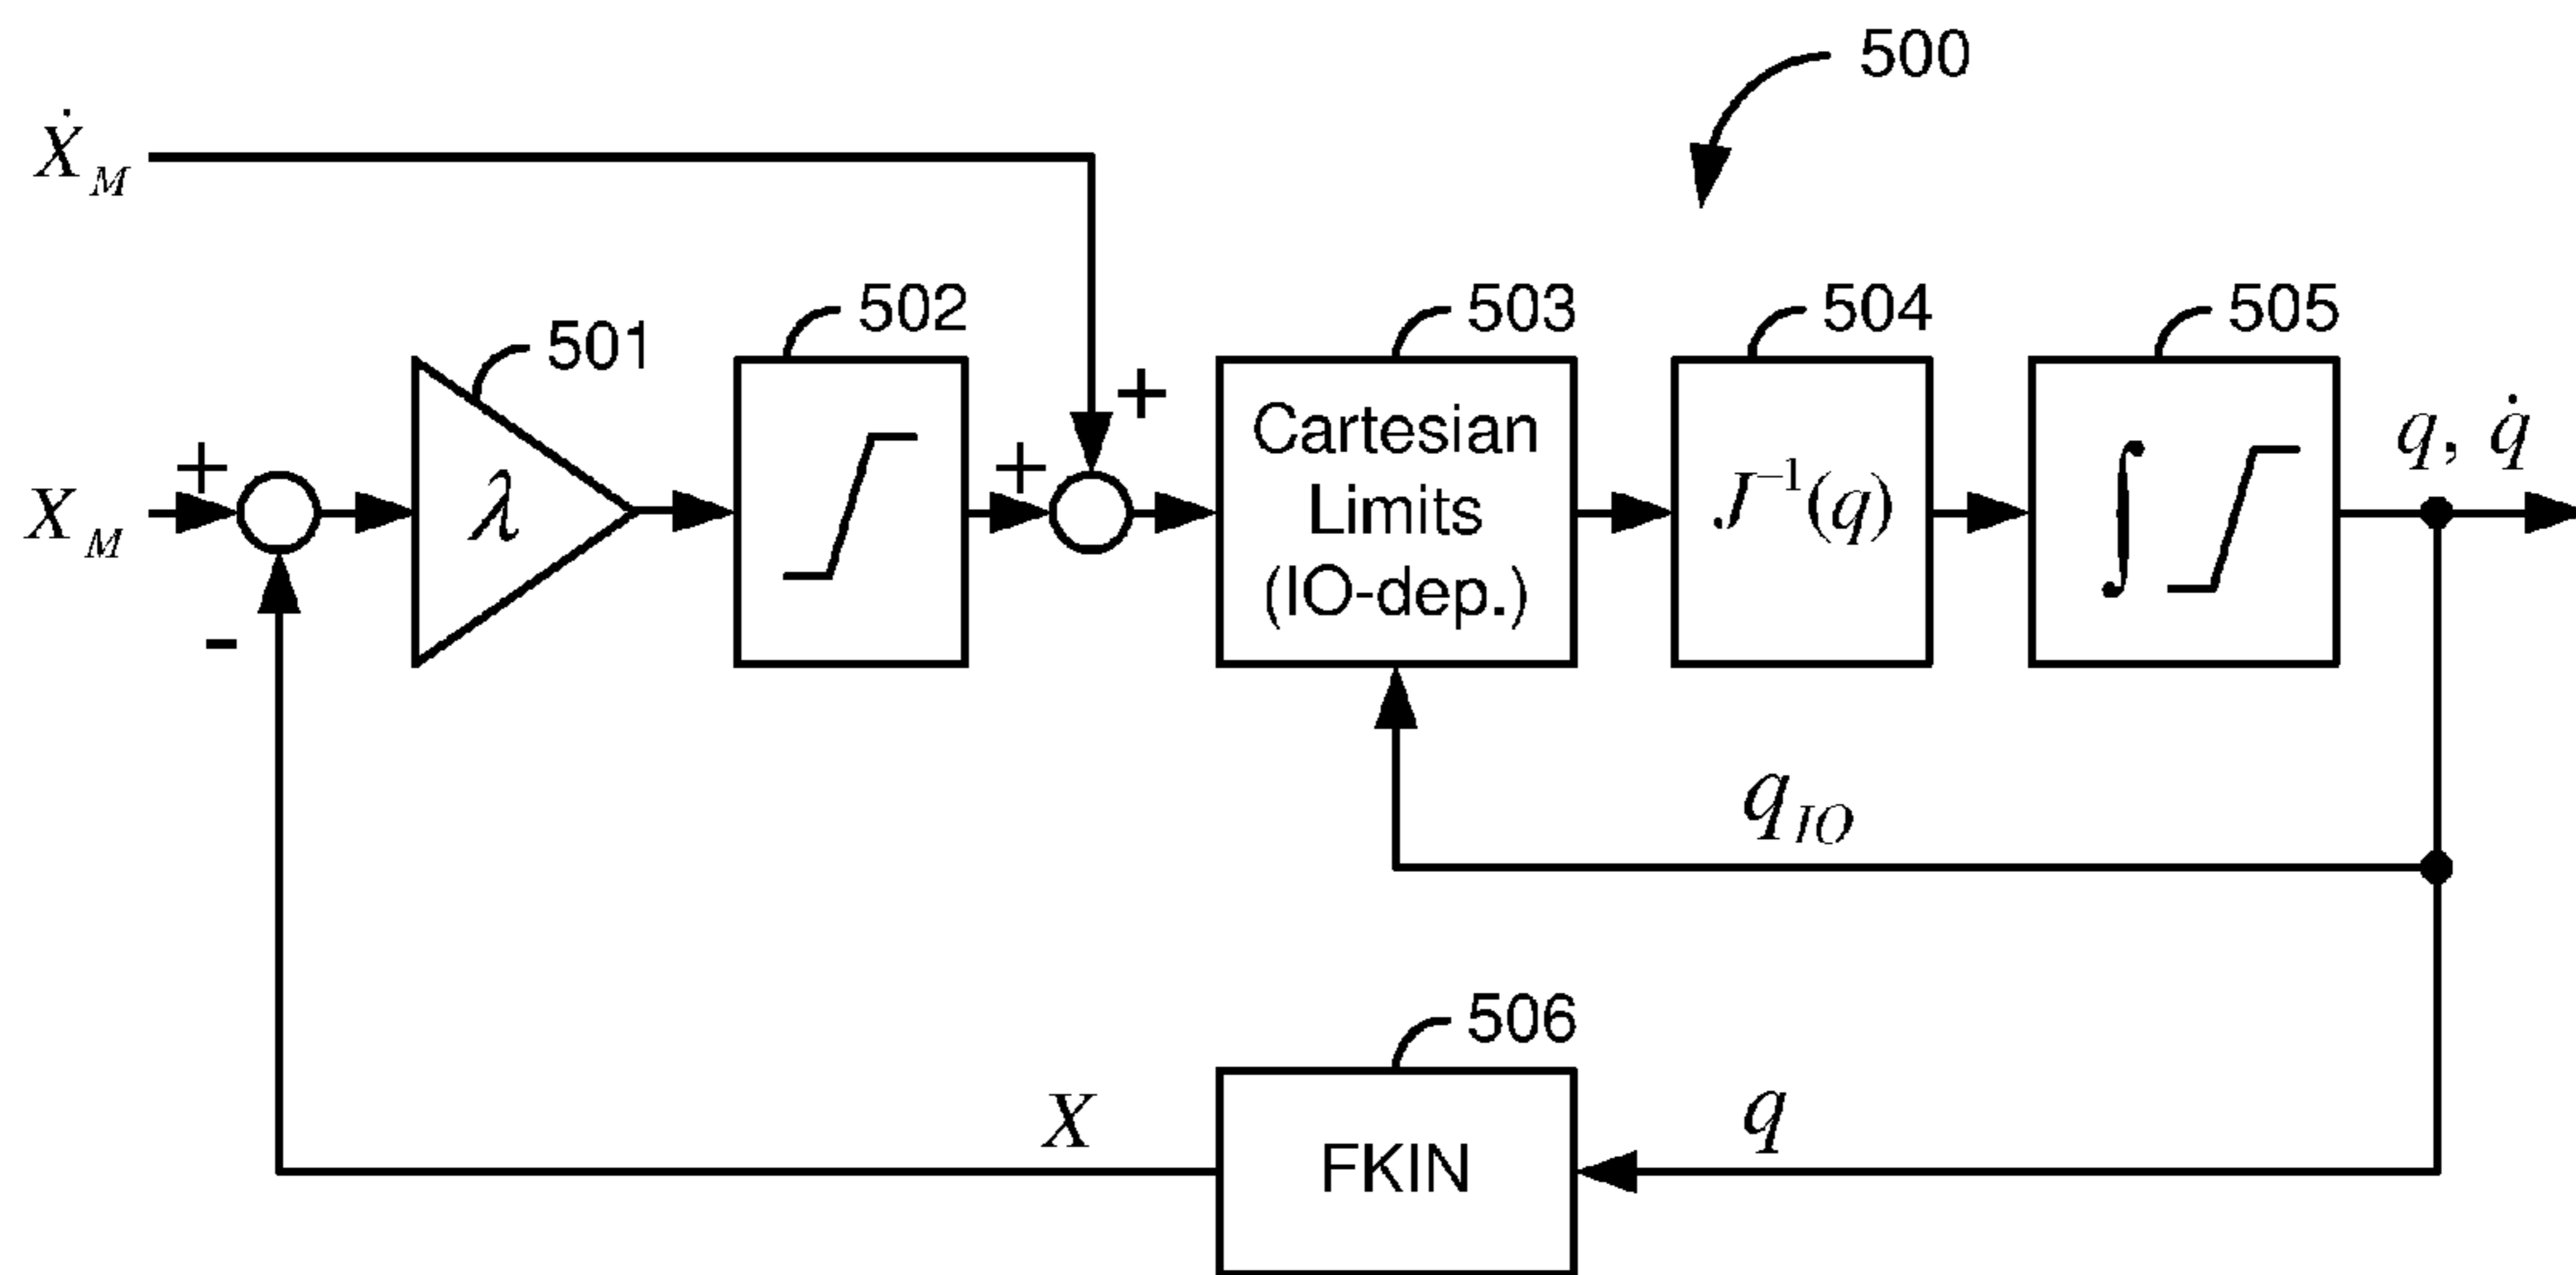 500
Ẋ_M
501
502
503
504
505
+
+
+
-
X_M
λ
Cartesian
Limits
(IO-dep.)
J⁻¹(q)
∫
q, q̇
q_IO
506
X
FKIN
q